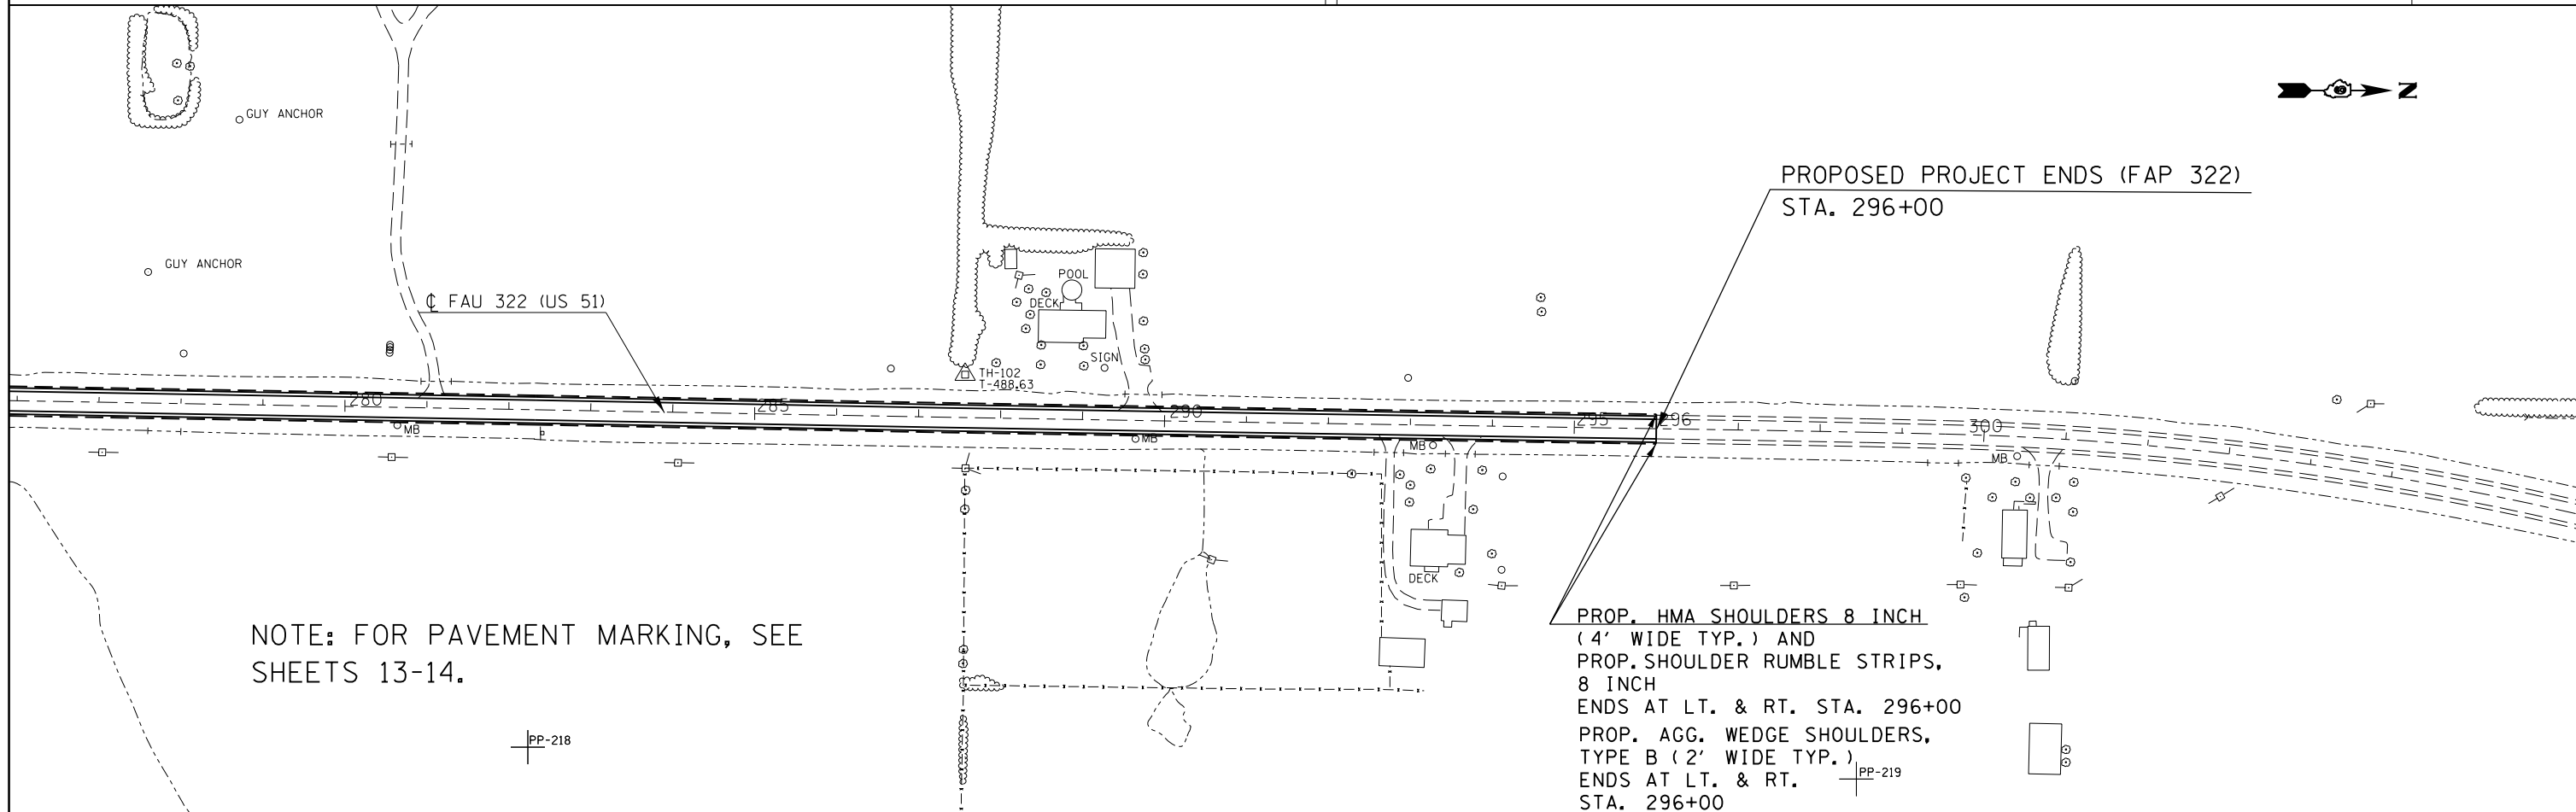 GUY ANCHOR
N
PROPOSED PROJECT ENDS (FAP 322)
STA. 296+00
GUY ANCHOR
POOL
DECK
℄ FAU 322 (US 51)
SIGN
TH-102
T-488.63
280
285
290
295
296
300
MB
MB
MB
MB
DECK
NOTE: FOR PAVEMENT MARKING, SEE
SHEETS 13-14.
PROP. HMA SHOULDERS 8 INCH
(4' WIDE TYP.) AND
PROP. SHOULDER RUMBLE STRIPS,
8 INCH
ENDS AT LT. & RT. STA. 296+00
PROP. AGG. WEDGE SHOULDERS,
TYPE B (2' WIDE TYP.)
ENDS AT LT. & RT.
STA. 296+00
PP-218
PP-219